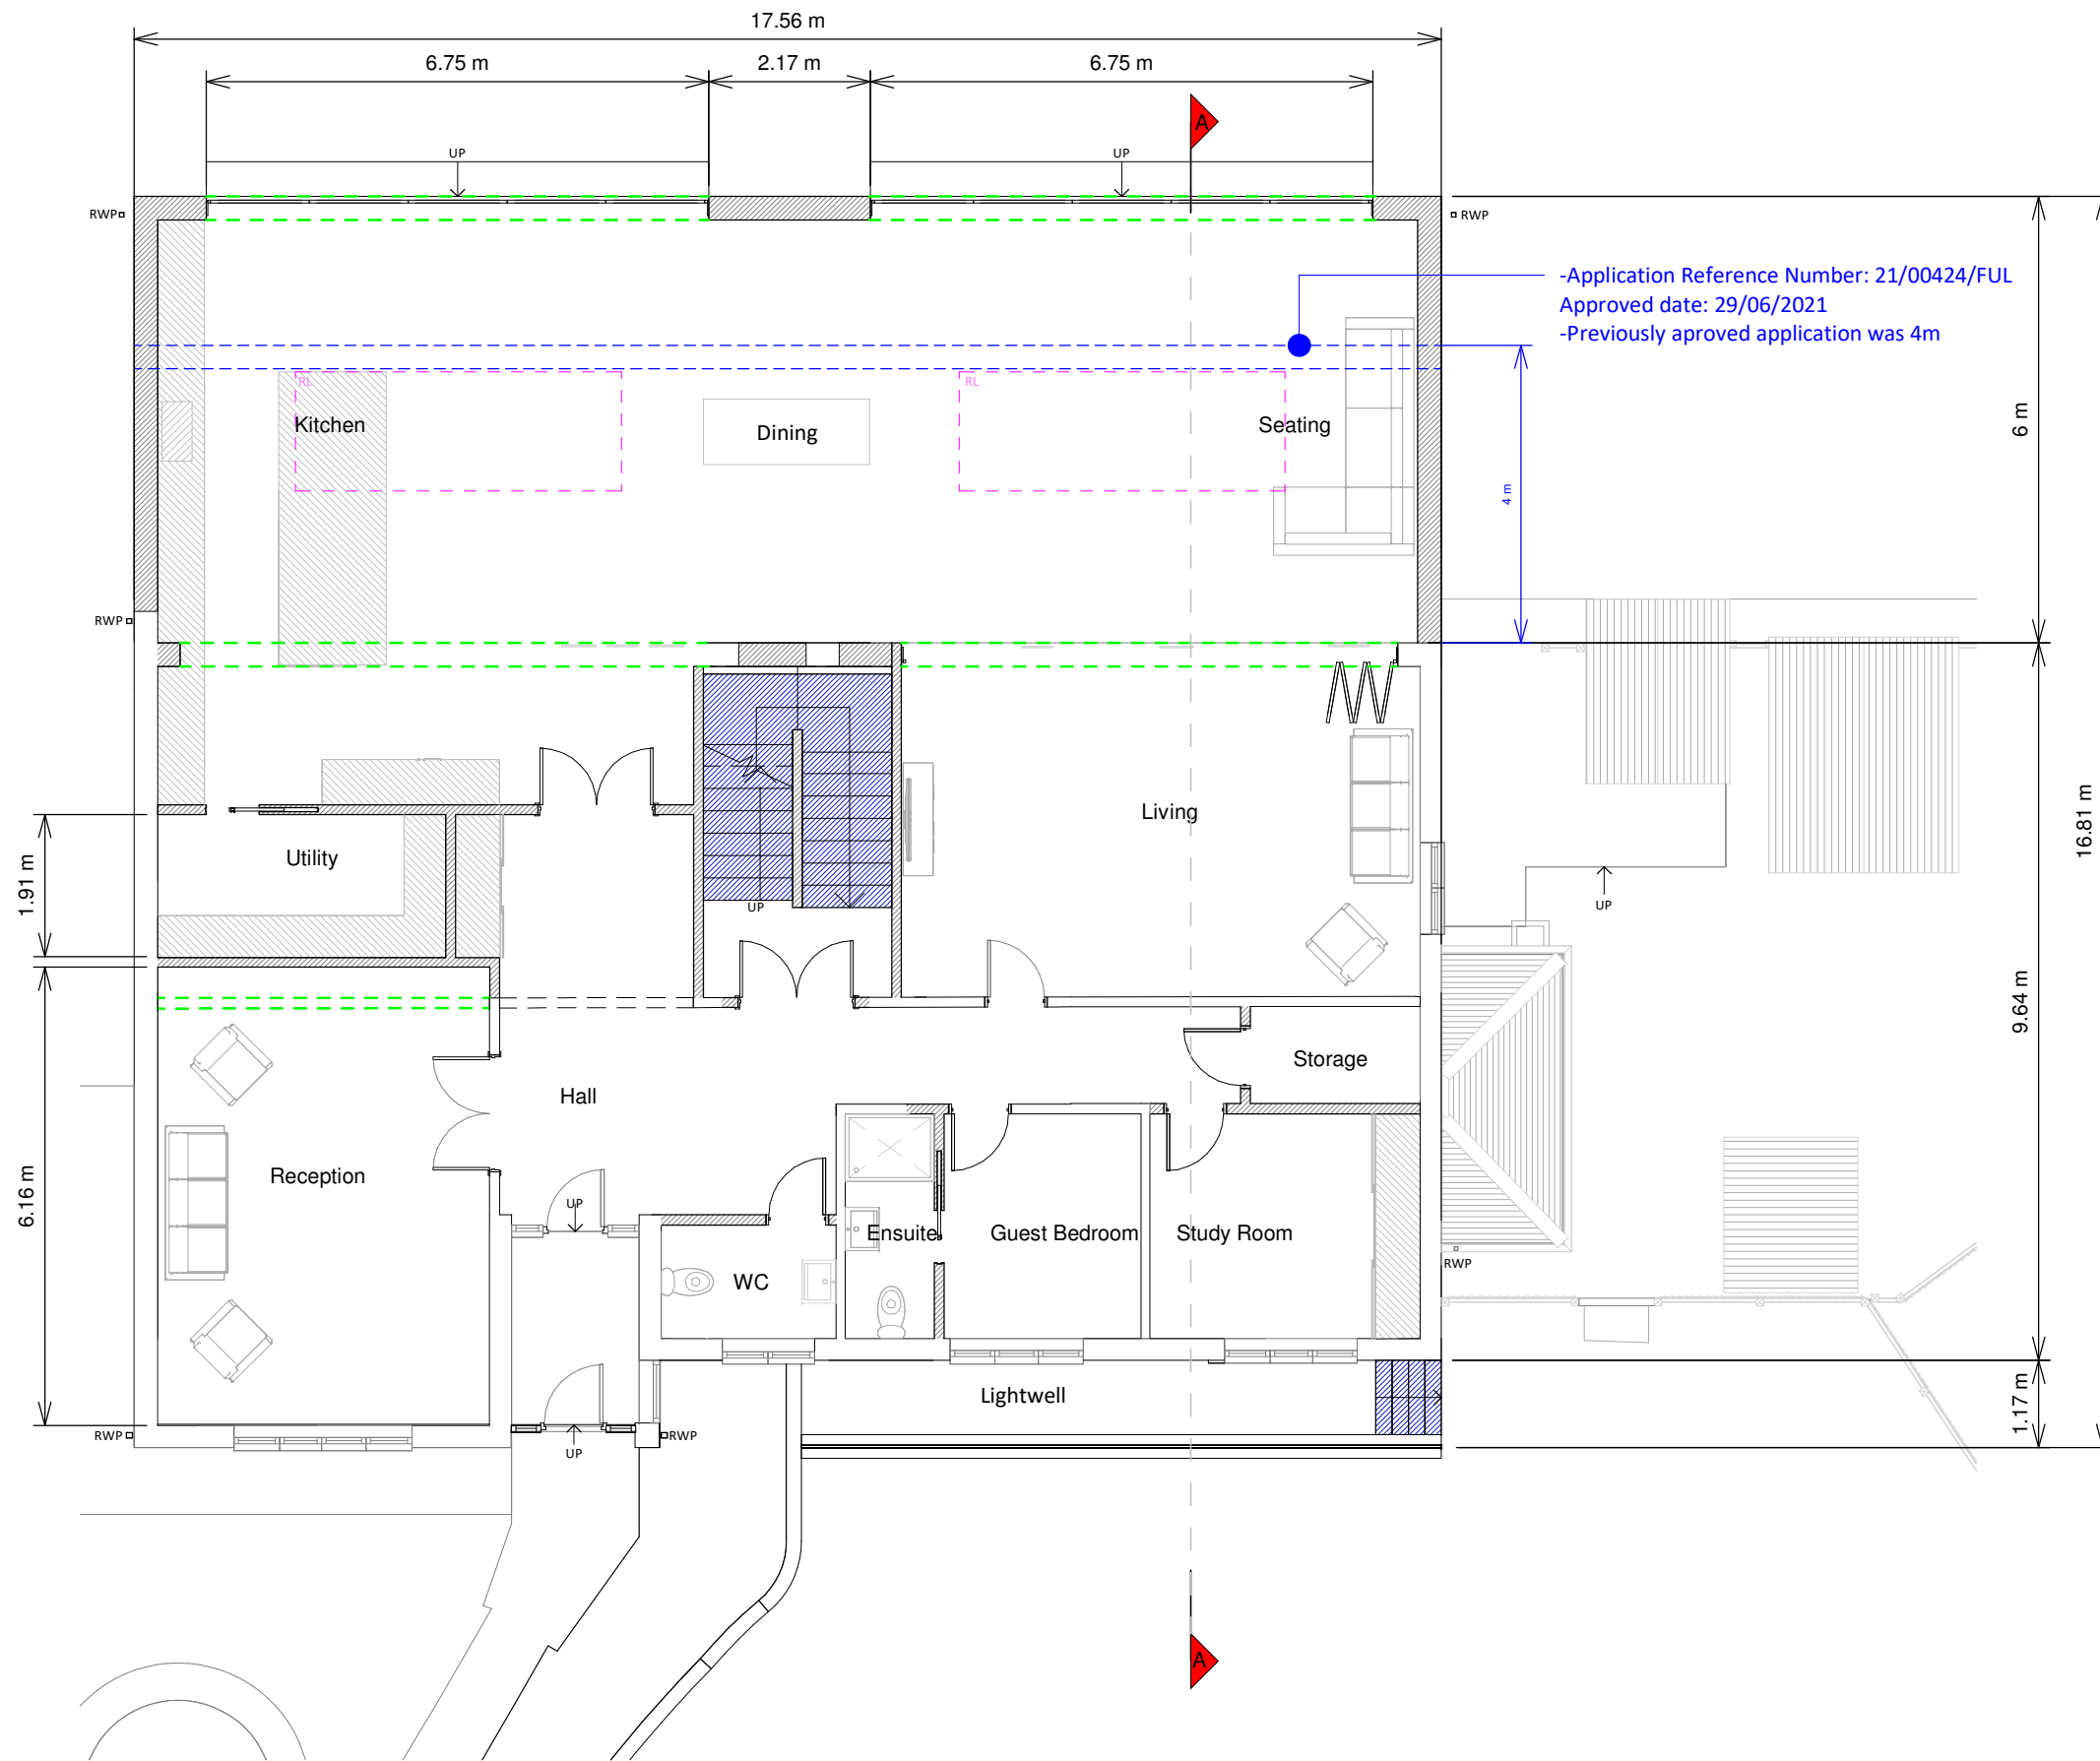 17.56 m
6.75 m
2.17 m
6.75 m
A
UP
UP
RWP
RWP
-Application Reference Number: 21/00424/FUL
Approved date: 29/06/2021
-Previously aproved application was 4m
RL
RL
Kitchen
Dining
Seating
6 m
4 m
RWP
Living
16.81 m
Utility
1.91 m
UP
UP
9.64 m
Storage
Hall
Reception
6.16 m
UP
Ensuite
Guest Bedroom
Study Room
WC
RWP
Lightwell
1.17 m
RWP
RWP
UP
A